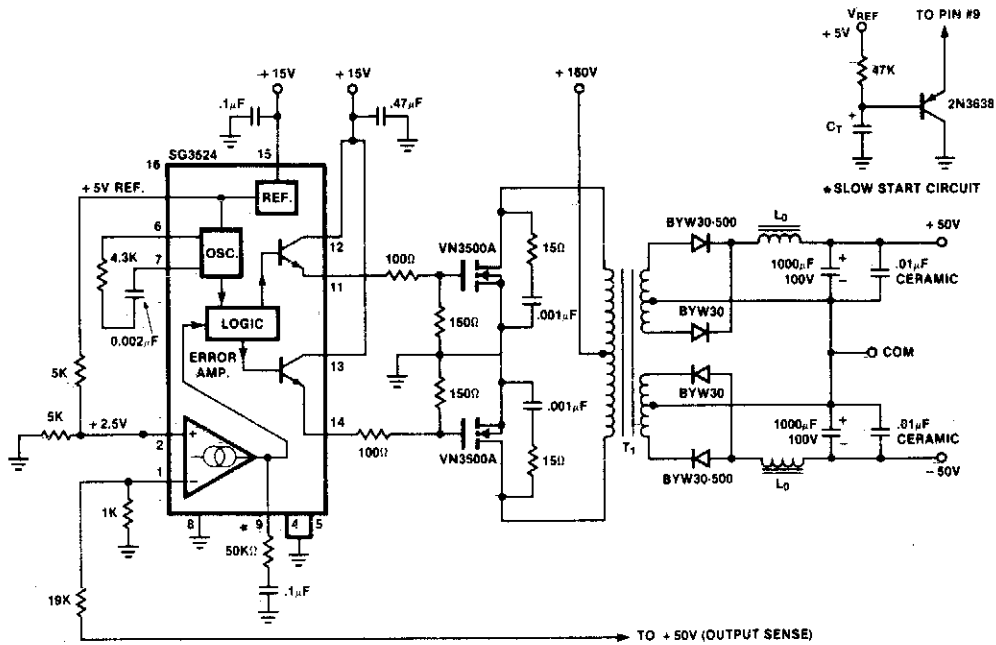 VREF
+5V
TO PIN #9
47K
2N3638
CT
+
*SLOW START CIRCUIT
+15V
+15V
+180V
.1µF
.47µF
SG3524
16
15
+5V REF.
REF.
6
OSC.
7
4.3K
0.002µF
12
11
LOGIC
ERROR
AMP.
13
14
5K
5K
+2.5V
+
2
1
−
1K
8
*
9
4
5
50KΩ
.1µF
19K
100Ω
VN3500A
150Ω
150Ω
100Ω
VN3500A
15Ω
.001µF
.001µF
15Ω
T1
BYW30-500
BYW30
BYW30
BYW30-500
LO
+50V
1000µF
100V
+
−
.01µF
CERAMIC
COM
1000µF
100V
+
−
.01µF
CERAMIC
LO
−50V
TO +50V (OUTPUT SENSE)